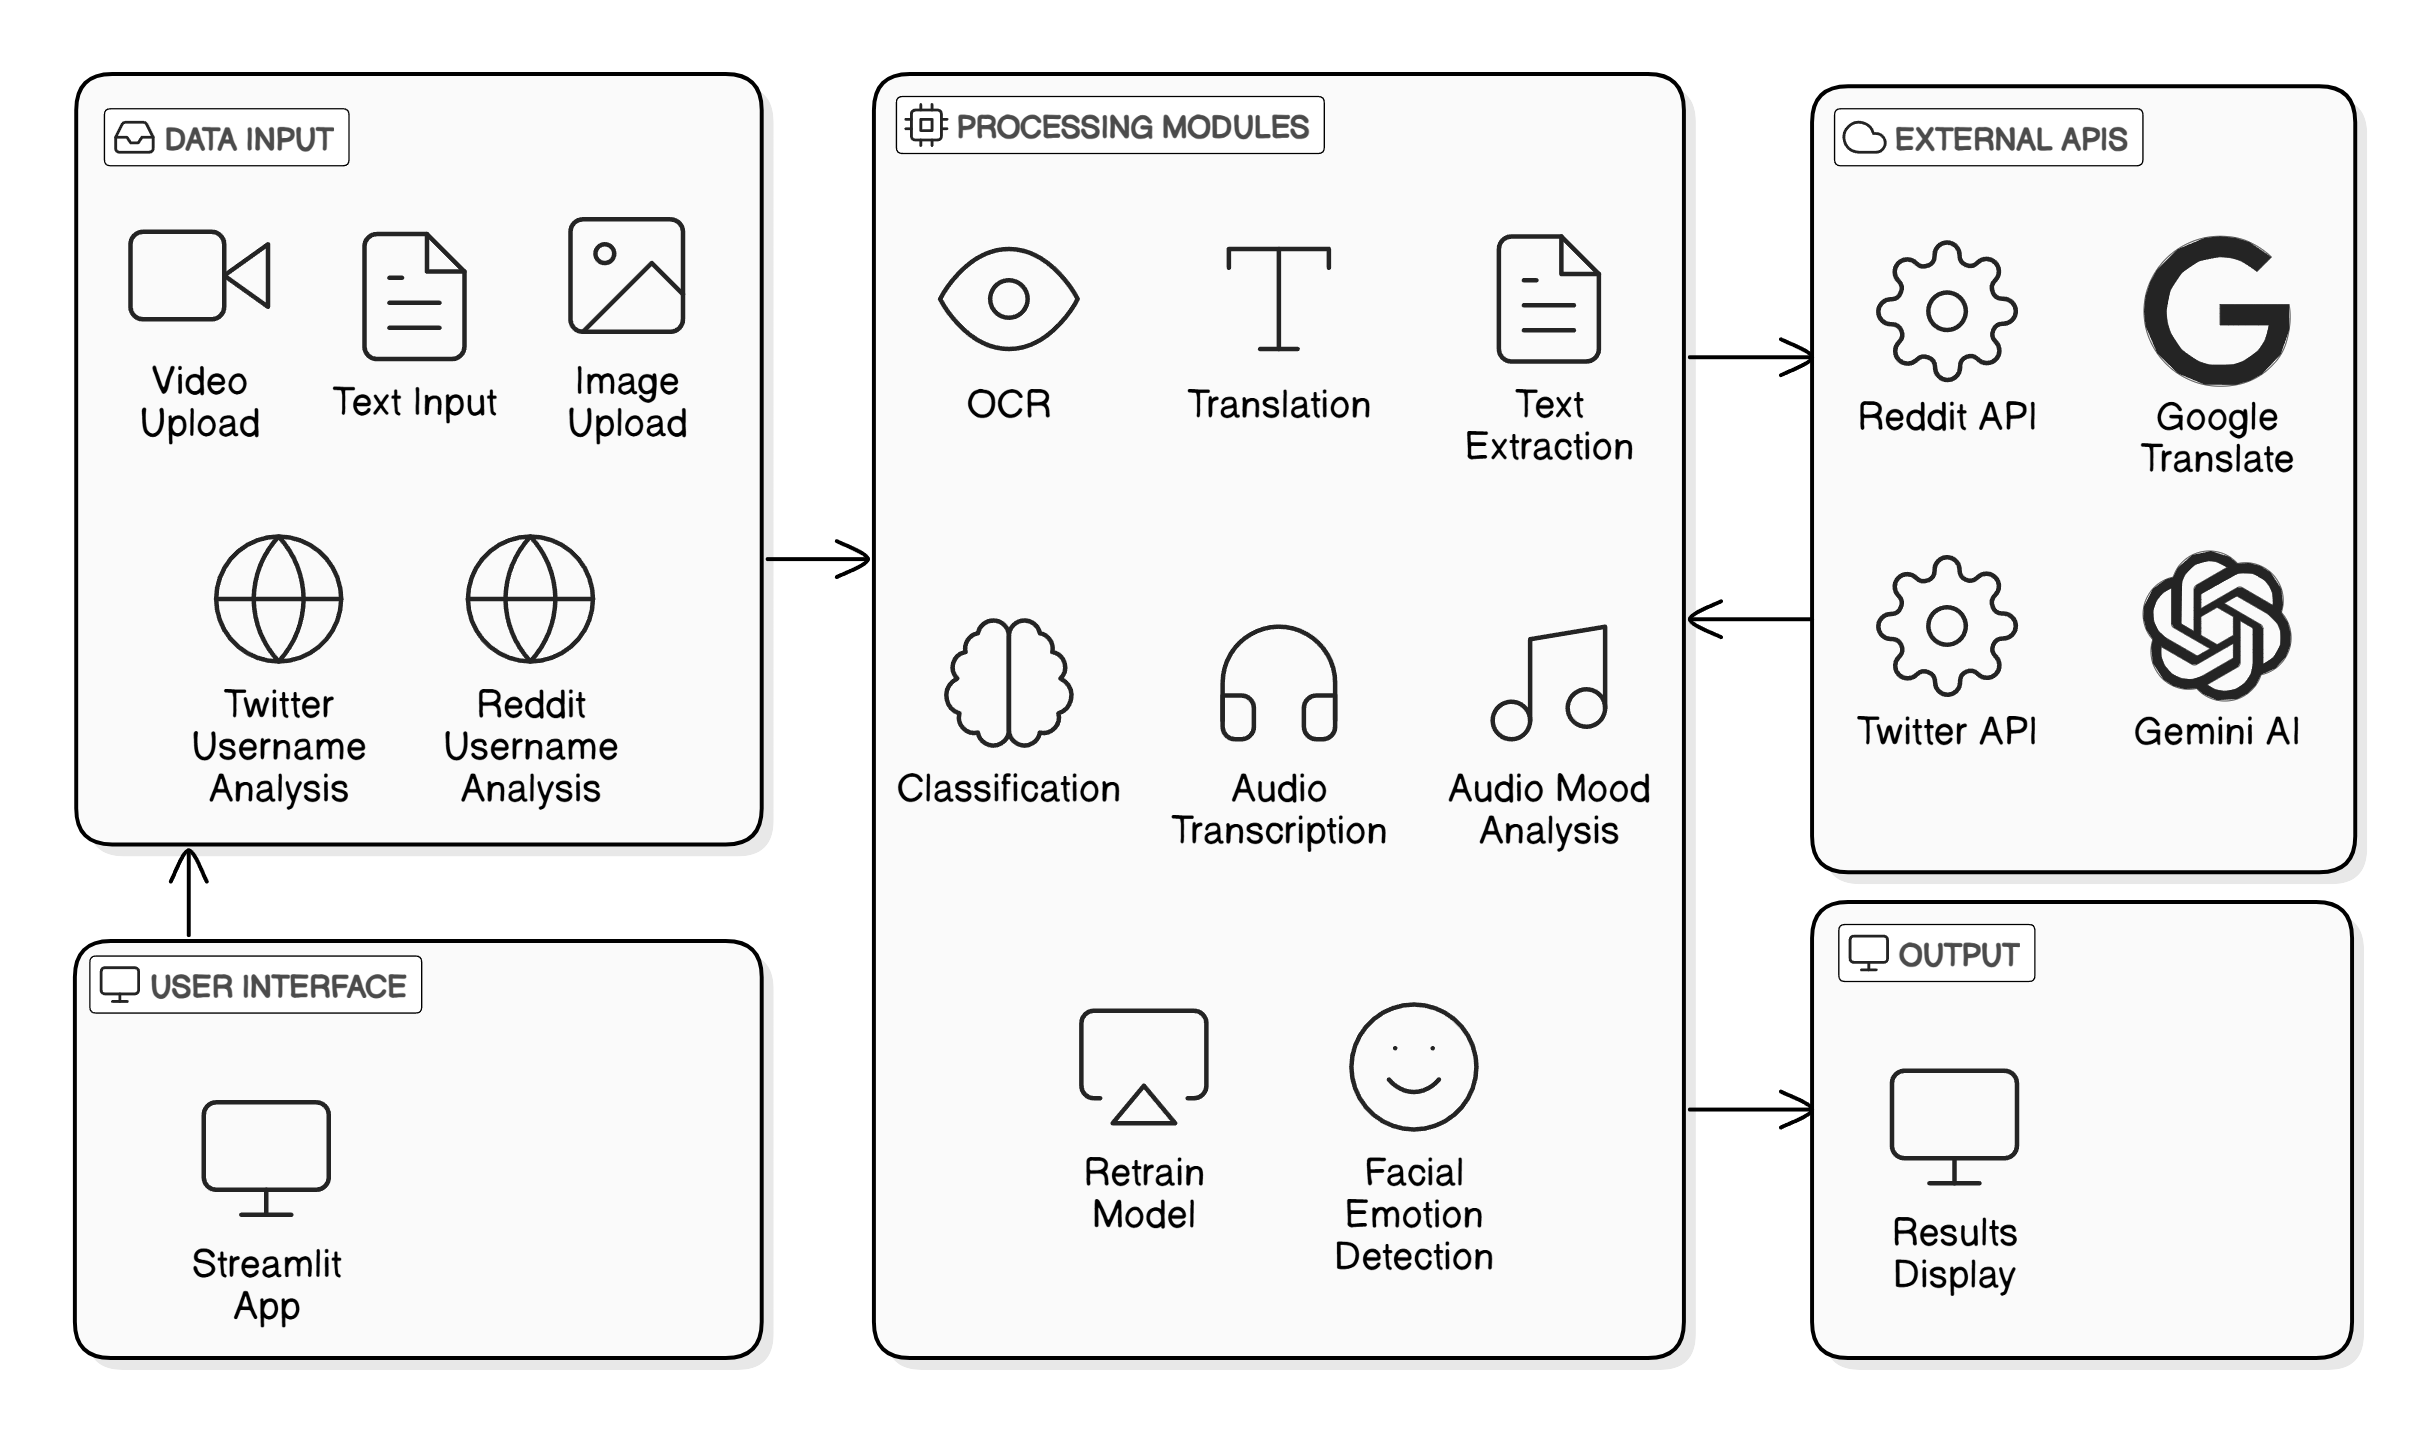 DATA INPUT
Video
Upload
Text Input
Image
Upload
Twitter
Username
Analysis
Reddit
Username
Analysis
USER INTERFACE
Streamlit
App
PROCESSING MODULES
OCR
Translation
Text
Extraction
Classification
Audio
Transcription
Audio Mood
Analysis
Retrain
Model
Facial
Emotion
Detection
EXTERNAL APIS
Reddit API
Google
Translate
Twitter API
Gemini AI
OUTPUT
Results
Display